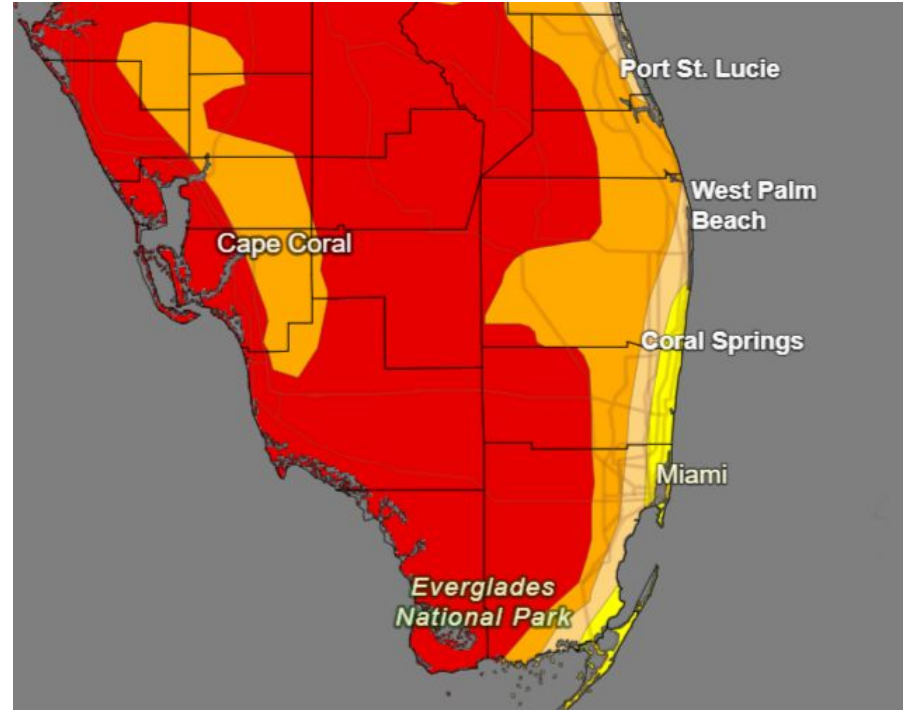 Port St. Lucie
West Palm
Beach
Cape Coral
Coral Springs
Miami
Everglades
National Park